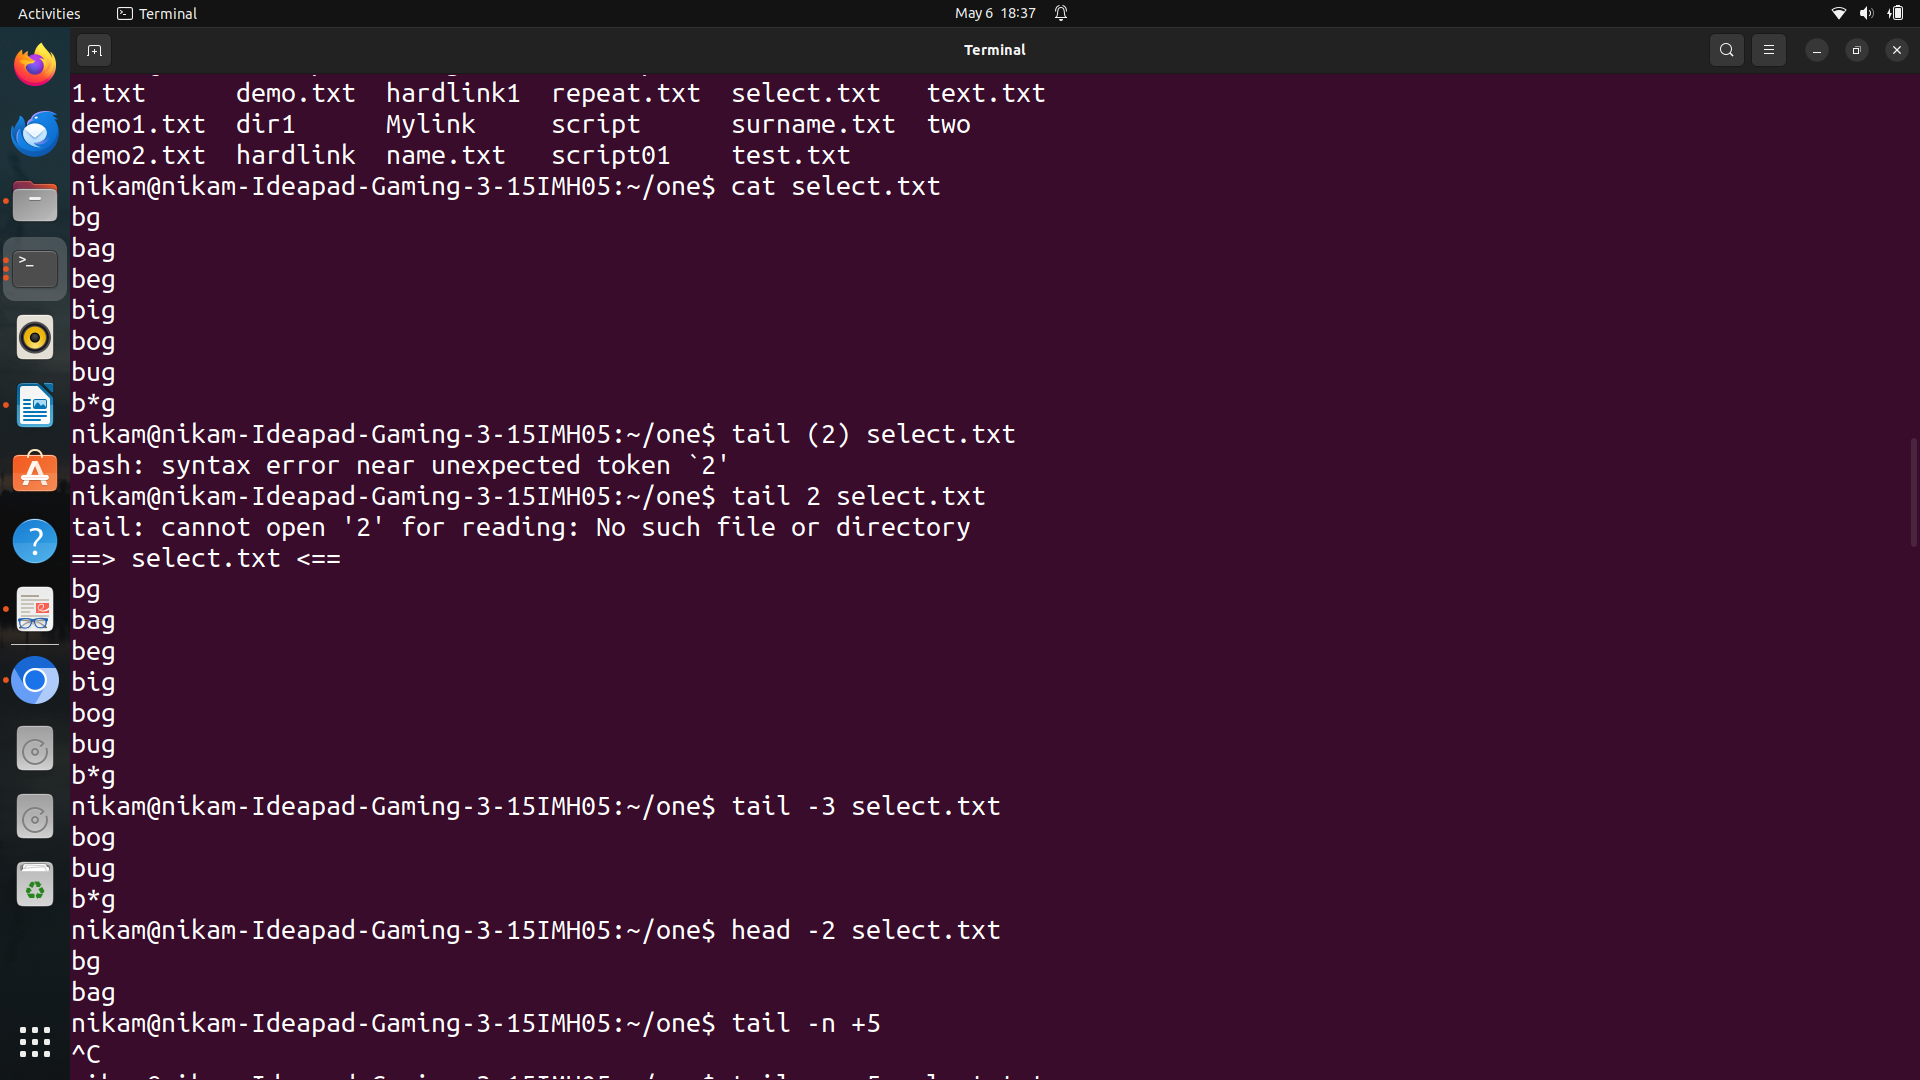 Activities Terminal May 6 18:37
Terminal
1.txt demo.txt hardlink1 repeat.txt select.txt text.txt
demo1.txt dir1 Mylink script surname.txt two
demo2.txt hardlink name.txt script01 test.txt
nikam@nikam-Ideapad-Gaming-3-15IMH05:~/one$ cat select.txt
bg
bag
beg
big
bog
bug
b*g
nikam@nikam-Ideapad-Gaming-3-15IMH05:~/one$ tail (2) select.txt
bash: syntax error near unexpected token `2'
nikam@nikam-Ideapad-Gaming-3-15IMH05:~/one$ tail 2 select.txt
tail: cannot open '2' for reading: No such file or directory
==> select.txt <==
bg
bag
beg
big
bog
bug
b*g
nikam@nikam-Ideapad-Gaming-3-15IMH05:~/one$ tail -3 select.txt
bog
bug
b*g
nikam@nikam-Ideapad-Gaming-3-15IMH05:~/one$ head -2 select.txt
bg
bag
nikam@nikam-Ideapad-Gaming-3-15IMH05:~/one$ tail -n +5
^C